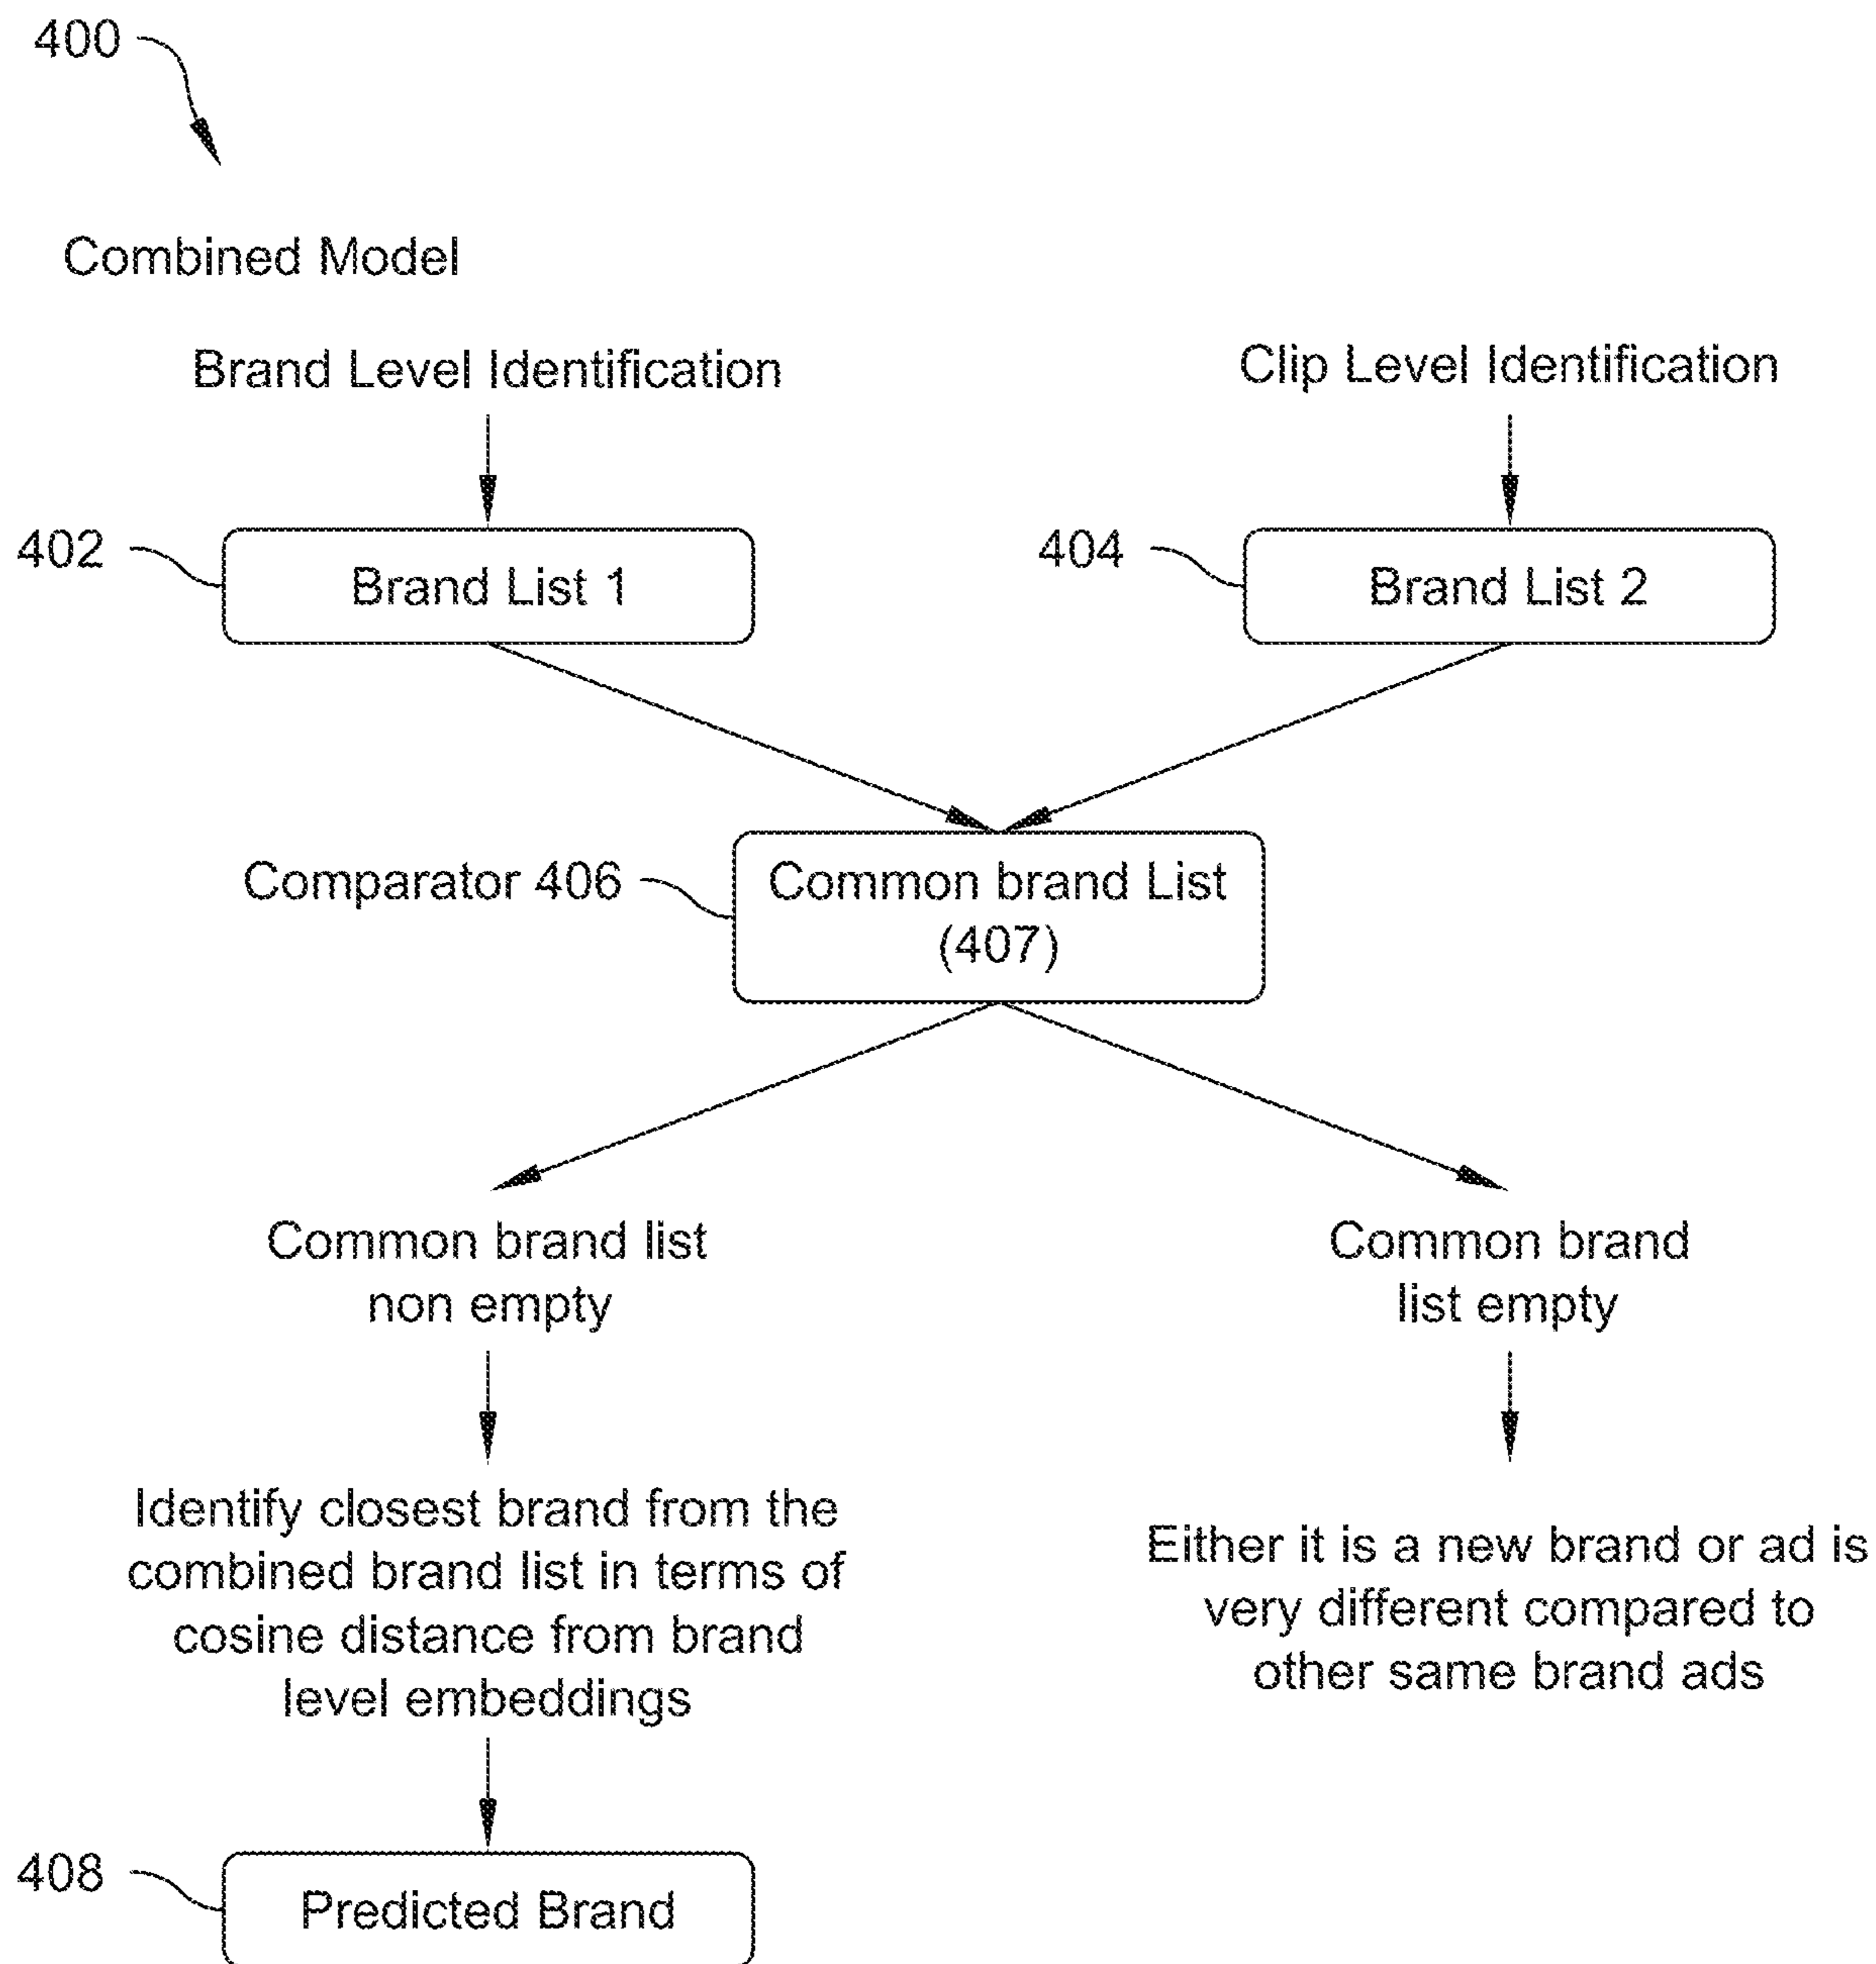 400
Combined Model
Brand Level Identification
Clip Level Identification
402
Brand List 1
404
Brand List 2
Comparator 406
Common brand List
(407)
Common brand list
non empty
Common brand
list empty
Identify closest brand from the
combined brand list in terms of
cosine distance from brand
level embeddings
Either it is a new brand or ad is
very different compared to
other same brand ads
408
Predicted Brand